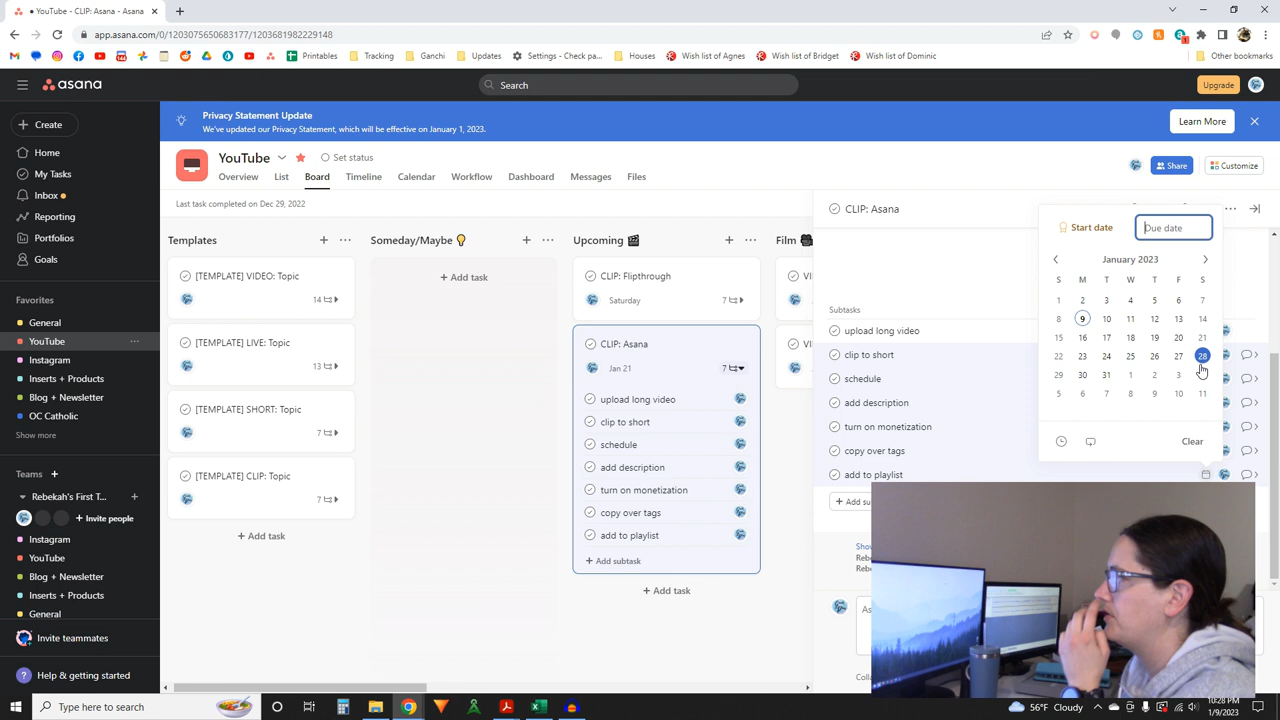 • YouTube - CLIP: Asana - Asana
app.asana.com/0/1203075650683177/1203681982229148
Printables
Tracking
Ganchi
Updates
Settings - Check pa...
Houses
Wish list of Agnes
Wish list of Bridget
Wish list of Dominic
Other bookmarks
asana
Search
Upgrade
Create
Home
My Tasks
Inbox
Reporting
Portfolios
Goals
Favorites
General
YouTube
Instagram
Inserts + Products
Blog + Newsletter
OC Catholic
Show more
Teams
Rebekah's First T...
Invite people
Instagram
YouTube
Blog + Newsletter
Inserts + Products
General
Invite teammates
Help & getting started
Privacy Statement Update
We've updated our Privacy Statement, which will be effective on January 1, 2023.
Learn More
YouTube
Set status
Share
Customize
Overview
List
Board
Timeline
Calendar
Workflow
Dashboard
Messages
Files
Last task completed on Dec 29, 2022
Templates
[TEMPLATE] VIDEO: Topic
14
[TEMPLATE] LIVE: Topic
13
[TEMPLATE] SHORT: Topic
7
[TEMPLATE] CLIP: Topic
7
+ Add task
Someday/Maybe
+ Add task
Upcoming
CLIP: Flipthrough
Saturday
7
CLIP: Asana
Jan 21
7
upload long video
clip to short
schedule
add description
turn on monetization
copy over tags
add to playlist
+ Add subtask
+ Add task
Film
CLIP: Asana
Subtasks
upload long video
clip to short
schedule
add description
turn on monetization
copy over tags
add to playlist
Start date
Due date
January 2023
S M T W T F S
1 2 3 4 5 6 7
8 9 10 11 12 13 14
15 16 17 18 19 20 21
22 23 24 25 26 27 28
29 30 31 1 2 3
5 6 7 8 9 10 11
Clear
Type here to search
56°F Cloudy
10:28 PM
1/9/2023